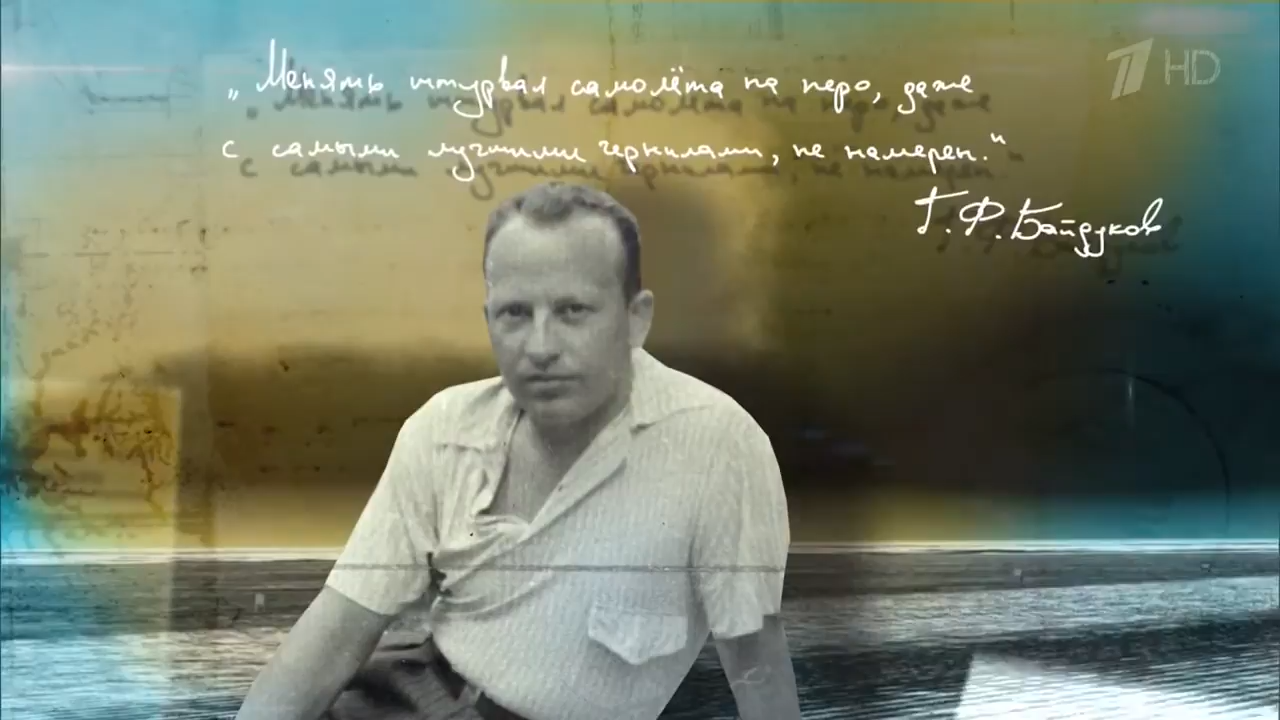 „Менять штурвал самолёта на перо, даже
с самыми лучшими чернилами, не намерен."
Г. Ф. Байдуков
1 HD